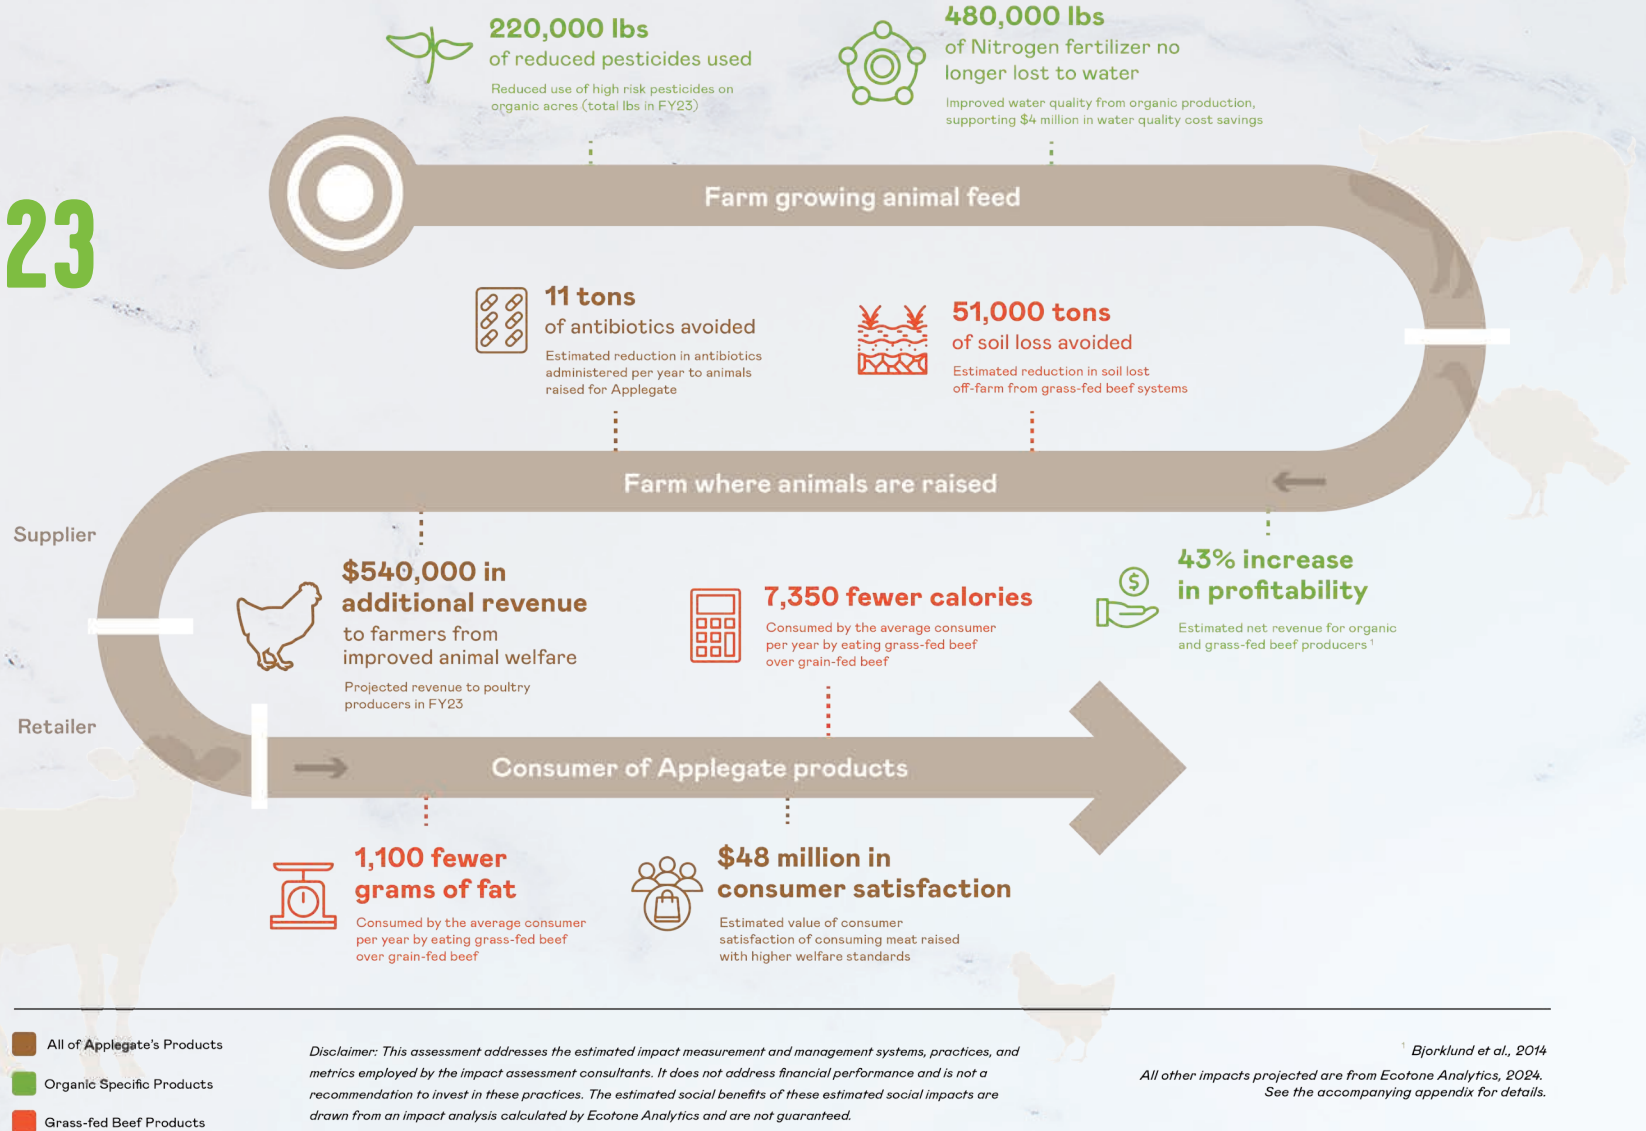 220,000 lbs
of reduced pesticides used
Reduced use of high risk pesticides on
organic acres (total lbs in FY23)
480,000 lbs
of Nitrogen fertilizer no
longer lost to water
Improved water quality from organic production,
supporting $4 million in water quality cost savings
23
Farm growing animal feed
11 tons
of antibiotics avoided
Estimated reduction in antibiotics
administered per year to animals
raised for Applegate
51,000 tons
of soil loss avoided
Estimated reduction in soil lost
off-farm from grass-fed beef systems
Farm where animals are raised
Supplier
$540,000 in
additional revenue
to farmers from
improved animal welfare
Projected revenue to poultry
producers in FY23
7,350 fewer calories
Consumed by the average consumer
per year by eating grass-fed beef
over grain-fed beef
$
43% increase
in profitability
Estimated net revenue for organic
and grass-fed beef producers ¹
Retailer
Consumer of Applegate products
1,100 fewer
grams of fat
Consumed by the average consumer
per year by eating grass-fed beef
over grain-fed beef
$48 million in
consumer satisfaction
Estimated value of consumer
satisfaction of consuming meat raised
with higher welfare standards
All of Applegate's Products
Organic Specific Products
Grass-fed Beef Products
Disclaimer: This assessment addresses the estimated impact measurement and management systems, practices, and
metrics employed by the impact assessment consultants. It does not address financial performance and is not a
recommendation to invest in these practices. The estimated social benefits of these estimated social impacts are
drawn from an impact analysis calculated by Ecotone Analytics and are not guaranteed.
¹ Bjorklund et al., 2014
All other impacts projected are from Ecotone Analytics, 2024.
See the accompanying appendix for details.